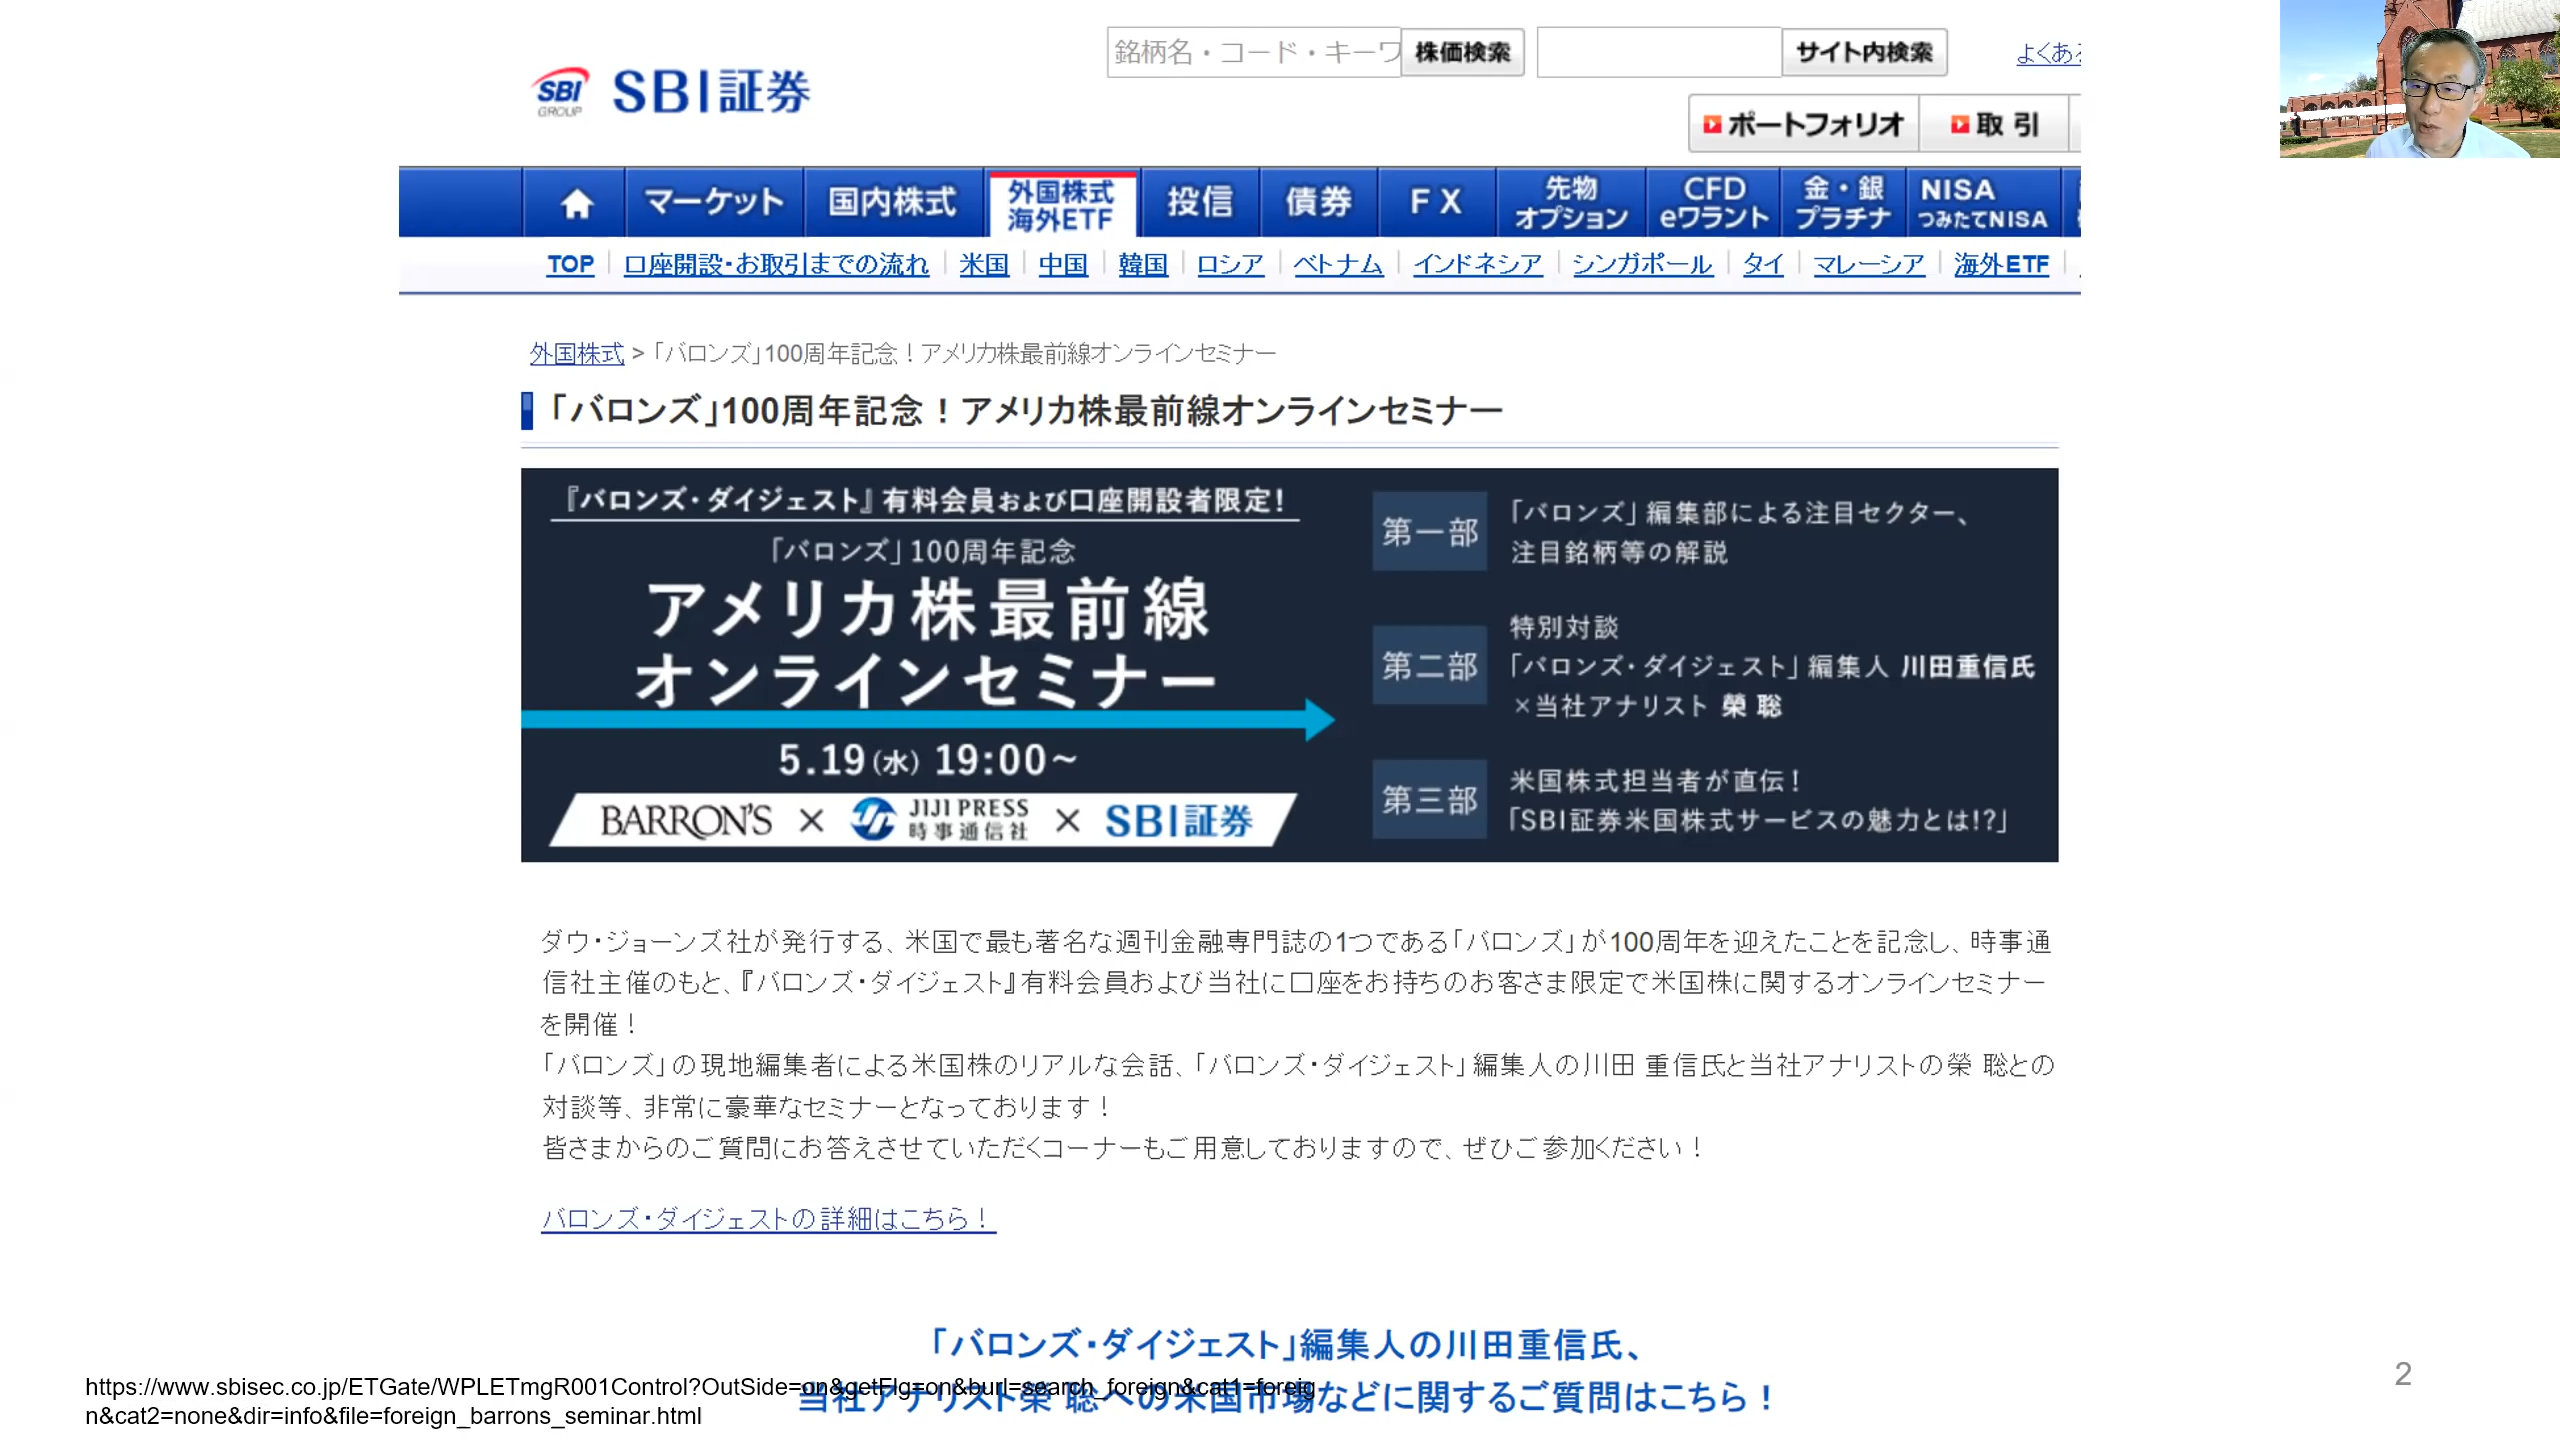 銘柄名・コード・キーワ 株価検索 サイト内検索 よくある
SBI GROUP SBI証券
ポートフォリオ 取引
マーケット 国内株式 外国株式 海外ETF 投信 債券 FX 先物 オプション CFD eワラント 金・銀 プラチナ NISA つみたてNISA
TOP 口座開設・お取引までの流れ 米国 中国 韓国 ロシア ベトナム インドネシア シンガポール タイ マレーシア 海外ETF
外国株式 > 「バロンズ」100周年記念！アメリカ株最前線オンラインセミナー
「バロンズ」100周年記念！アメリカ株最前線オンラインセミナー
『バロンズ・ダイジェスト』有料会員および口座開設者限定！
「バロンズ」100周年記念
アメリカ株最前線
オンラインセミナー
5.19(水) 19:00～
BARRON'S × JIJI PRESS 時事通信社 × SBI証券
第一部 「バロンズ」編集部による注目セクター、
注目銘柄等の解説
第二部 特別対談
「バロンズ・ダイジェスト」編集人 川田重信氏
×当社アナリスト 榮 聡
第三部 米国株式担当者が直伝！
「SBI証券米国株式サービスの魅力とは!?」
ダウ・ジョーンズ社が発行する、米国で最も著名な週刊金融専門誌の1つである「バロンズ」が100周年を迎えたことを記念し、時事通
信社主催のもと、『バロンズ・ダイジェスト』有料会員および当社に口座をお持ちのお客さま限定で米国株に関するオンラインセミナー
を開催！
「バロンズ」の現地編集者による米国株のリアルな会話、「バロンズ・ダイジェスト」編集人の川田 重信氏と当社アナリストの榮 聡との
対談等、非常に豪華なセミナーとなっております！
皆さまからのご質問にお答えさせていただくコーナーもご用意しておりますので、ぜひご参加ください！
バロンズ・ダイジェストの詳細はこちら！
「バロンズ・ダイジェスト」編集人の川田重信氏、
当社アナリスト榮 聡への米国市場などに関するご質問はこちら！
https://www.sbisec.co.jp/ETGate/WPLETmgR001Control?OutSide=on&getFlg=on&burl=search_foreign&cat1=foreig
n&cat2=none&dir=info&file=foreign_barrons_seminar.html
2